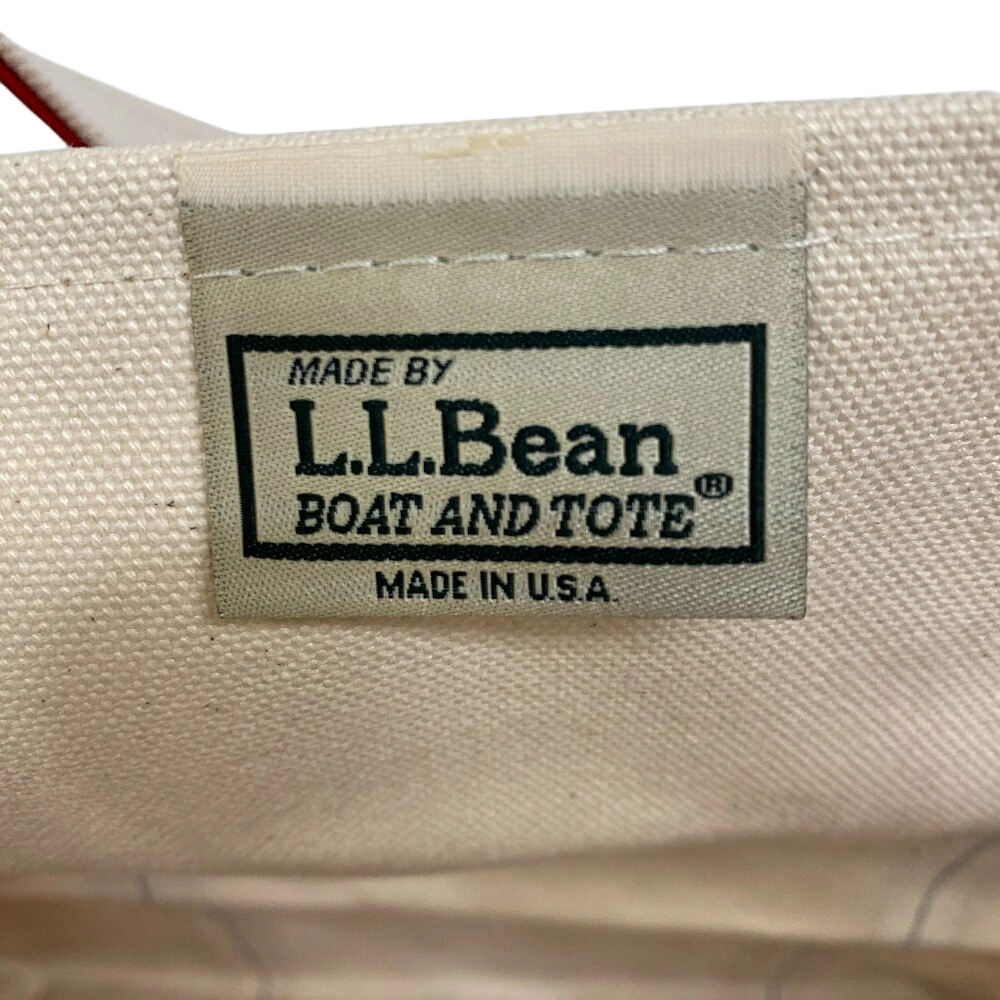 MADE BY
L.L.Bean
BOAT AND TOTE®
MADE IN U.S.A.